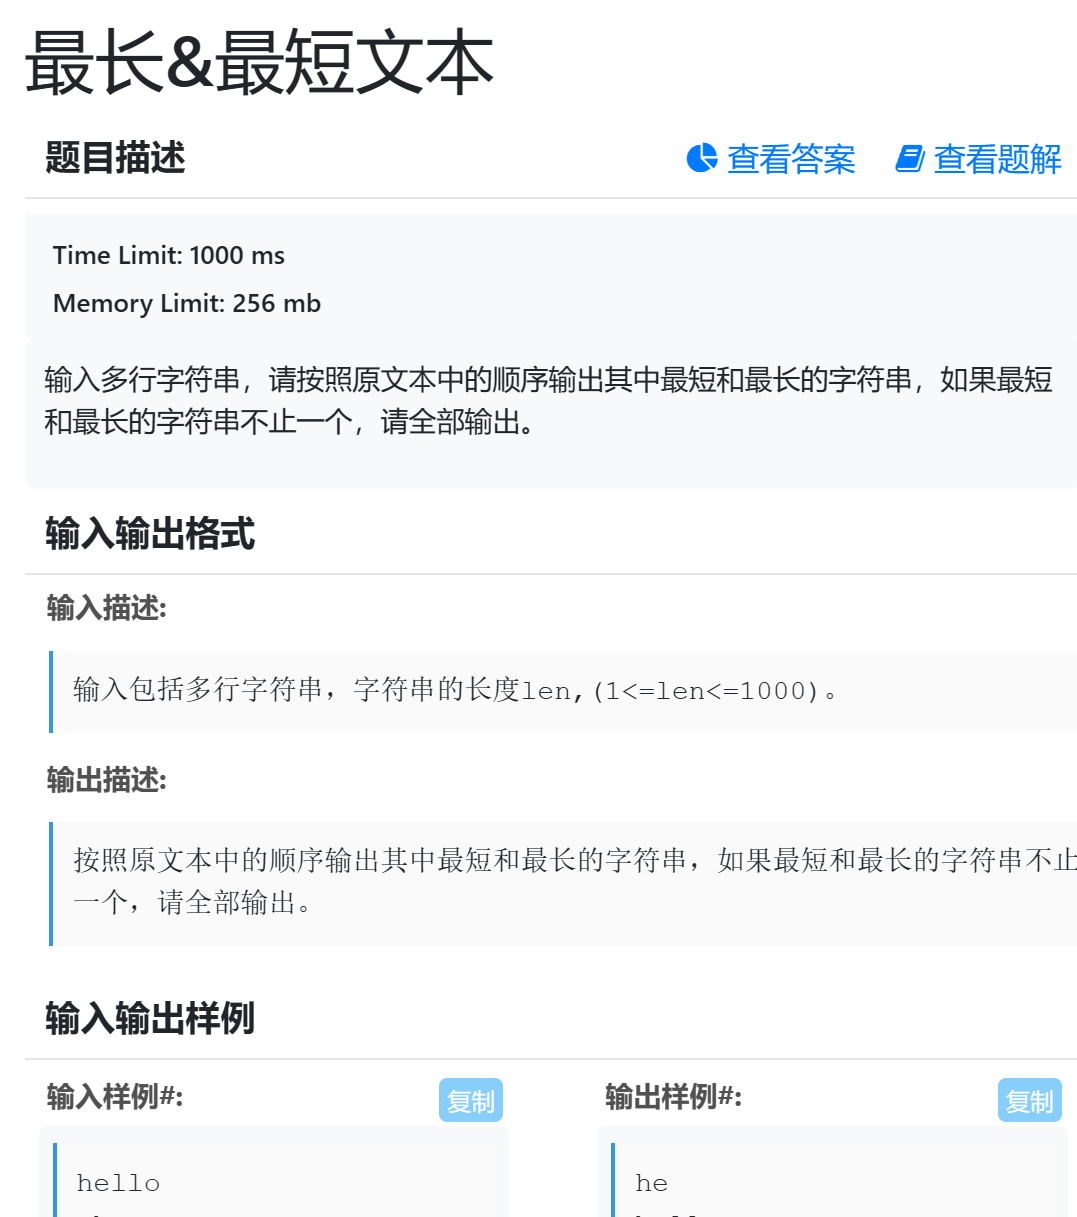 最长&最短文本
题目描述
查看答案
查看题解
Time Limit: 1000 ms
Memory Limit: 256 mb
输入多行字符串，请按照原文本中的顺序输出其中最短和最长的字符串，如果最短
和最长的字符串不止一个，请全部输出。
输入输出格式
输入描述:
输入包括多行字符串，字符串的长度len,(1<=len<=1000)。
输出描述:
按照原文本中的顺序输出其中最短和最长的字符串，如果最短和最长的字符串不止
一个，请全部输出。
输入输出样例
输入样例#:
复制
输出样例#:
复制
hello
he